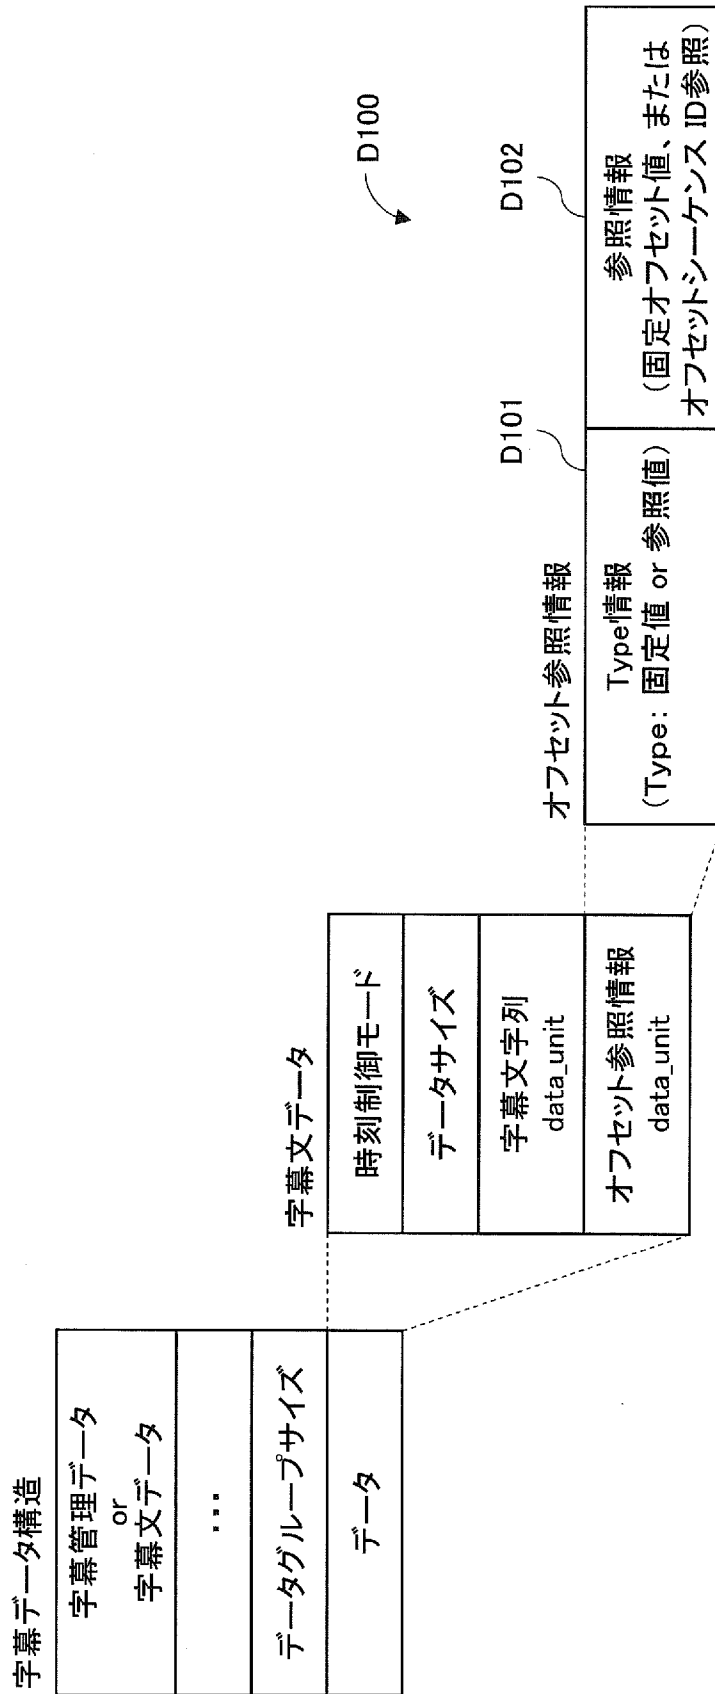 字幕データ構造
字幕管理データ
or
字幕文データ
・・・
データグループサイズ
データ
字幕文データ
時刻制御モード
データサイズ
字幕文字列
data_unit
オフセット参照情報
data_unit
D100
オフセット参照情報
D101
D102
Type情報
(Type: 固定値 or 参照値)
参照情報
(固定オフセット値、または
オフセットシーケンス ID参照)